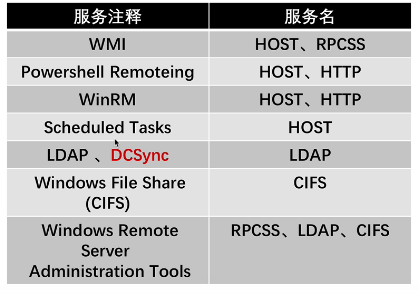 服务注释 服务名
WMI HOST、RPCSS
Powershell Remoteing HOST、HTTP
WinRM HOST、HTTP
Scheduled Tasks HOST
LDAP 、DCSync LDAP
Windows File Share
(CIFS) CIFS
Windows Remote
Server
Administration Tools RPCSS、LDAP、CIFS